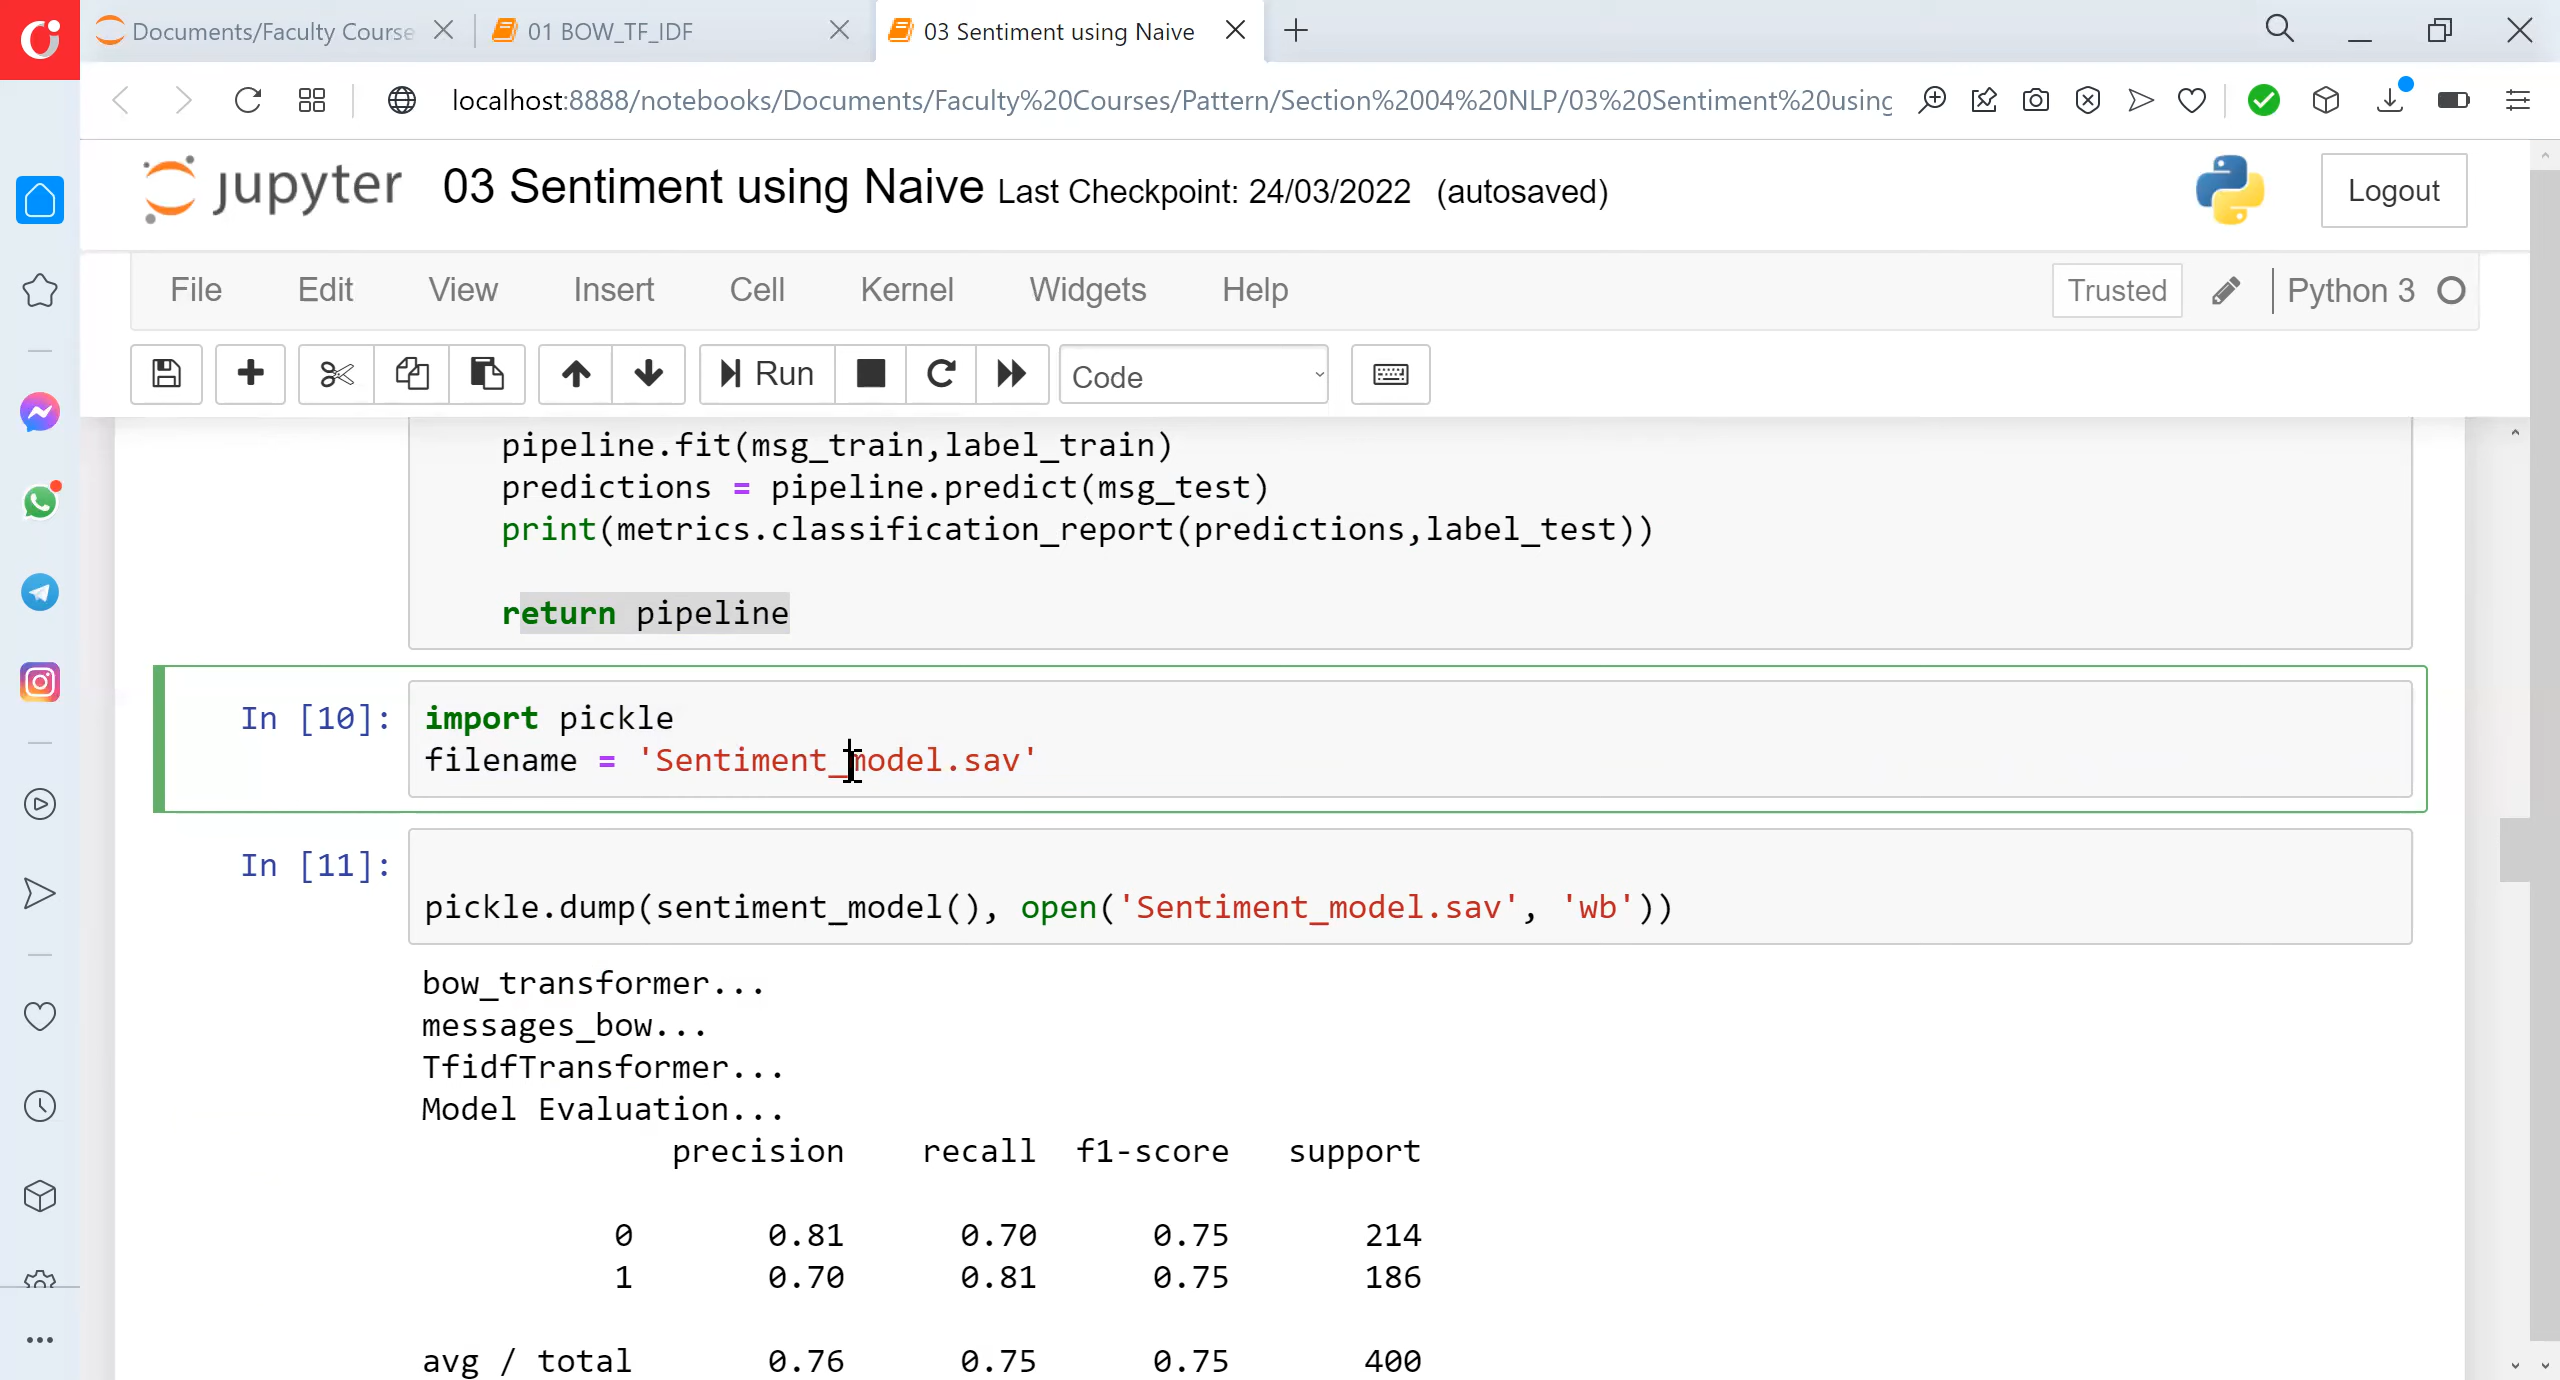 Documents/Faculty Course
01 BOW_TF_IDF
03 Sentiment using Naive
localhost:8888/notebooks/Documents/Faculty%20Courses/Pattern/Section%2004%20NLP/03%20Sentiment%20using
jupyter 03 Sentiment using Naive Last Checkpoint: 24/03/2022 (autosaved)
Logout
File Edit View Insert Cell Kernel Widgets Help
Trusted Python 3
Run Code
pipeline.fit(msg_train,label_train)
predictions = pipeline.predict(msg_test)
print(metrics.classification_report(predictions,label_test))
return pipeline
In [10]: import pickle
filename = 'Sentiment_model.sav'
In [11]:
pickle.dump(sentiment_model(), open('Sentiment_model.sav', 'wb'))
bow_transformer...
messages_bow...
TfidfTransformer...
Model Evaluation...
precision recall f1-score support
0 0.81 0.70 0.75 214
1 0.70 0.81 0.75 186
avg / total 0.76 0.75 0.75 400